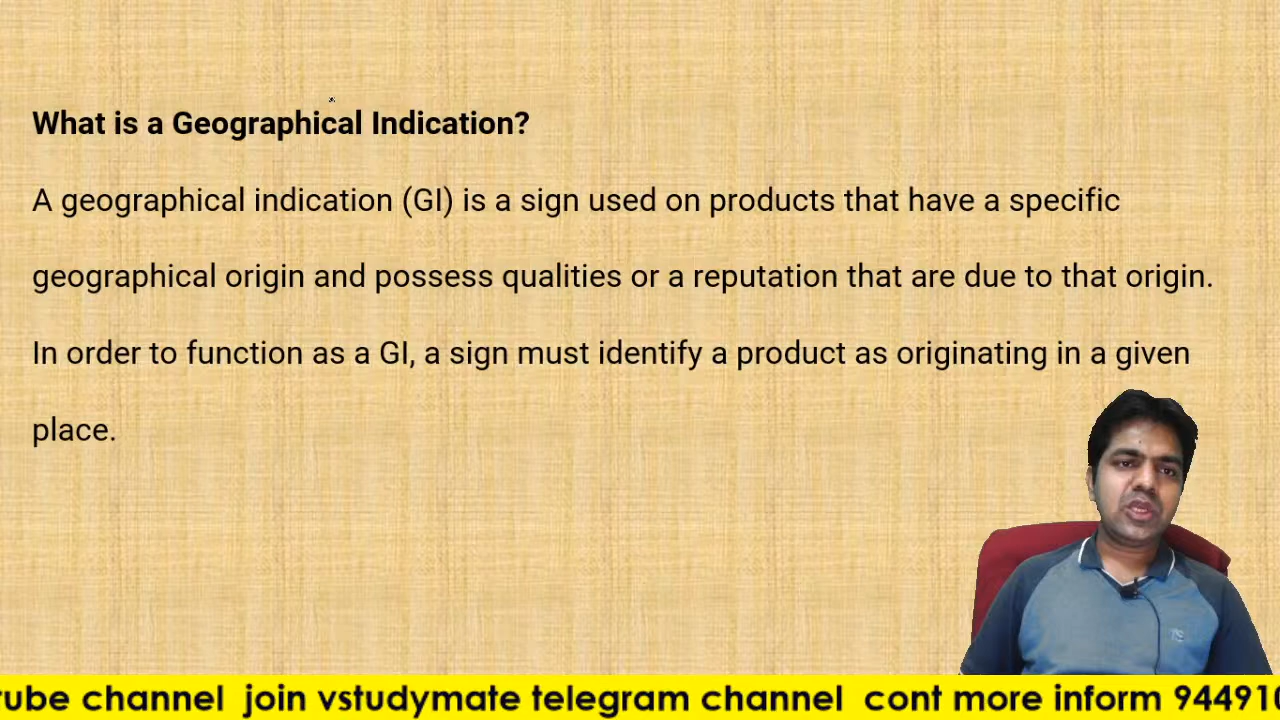 What is a Geographical Indication?
A geographical indication (GI) is a sign used on products that have a specific
geographical origin and possess qualities or a reputation that are due to that origin.
In order to function as a GI, a sign must identify a product as originating in a given
place.
tube channel join vstudymate telegram channel cont more inform 94491